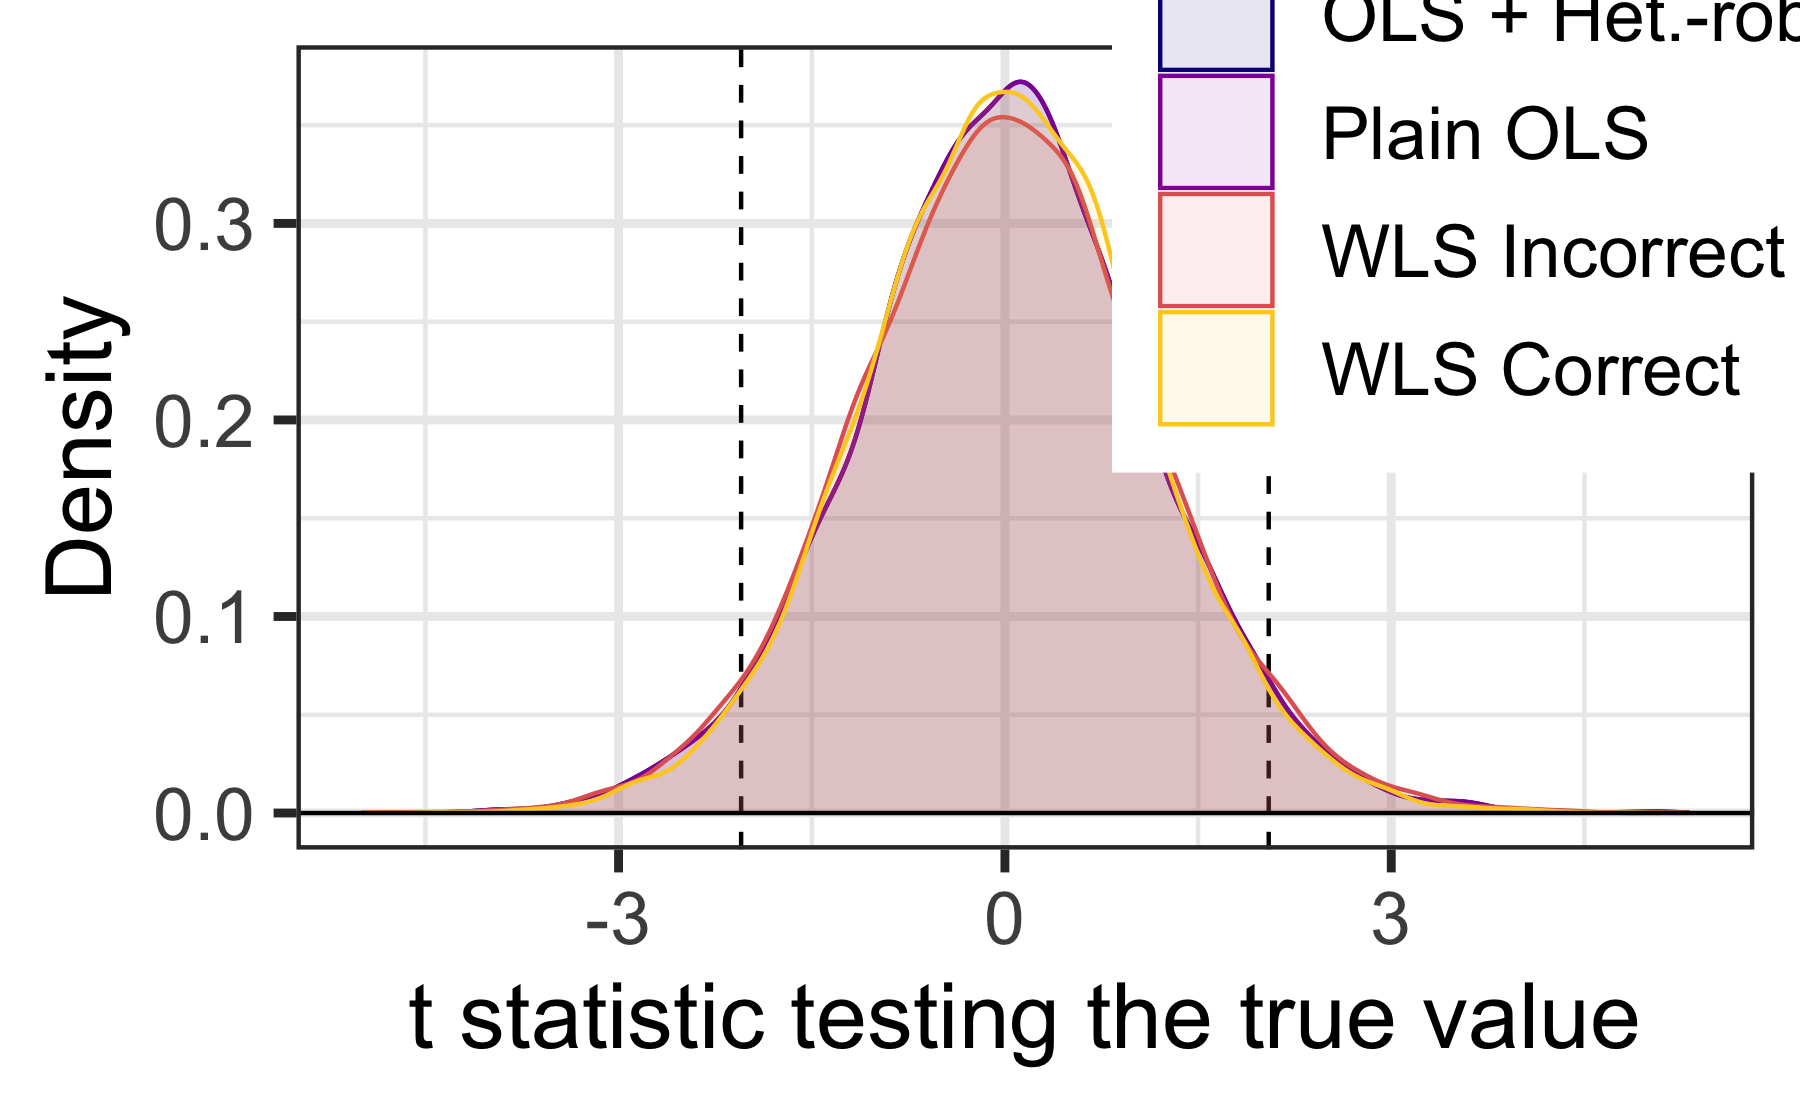 OLS + Het.-rob
Plain OLS
WLS Incorrect
WLS Correct
Density
0.3
0.2
0.1
0.0
-3 0 3
t statistic testing the true value